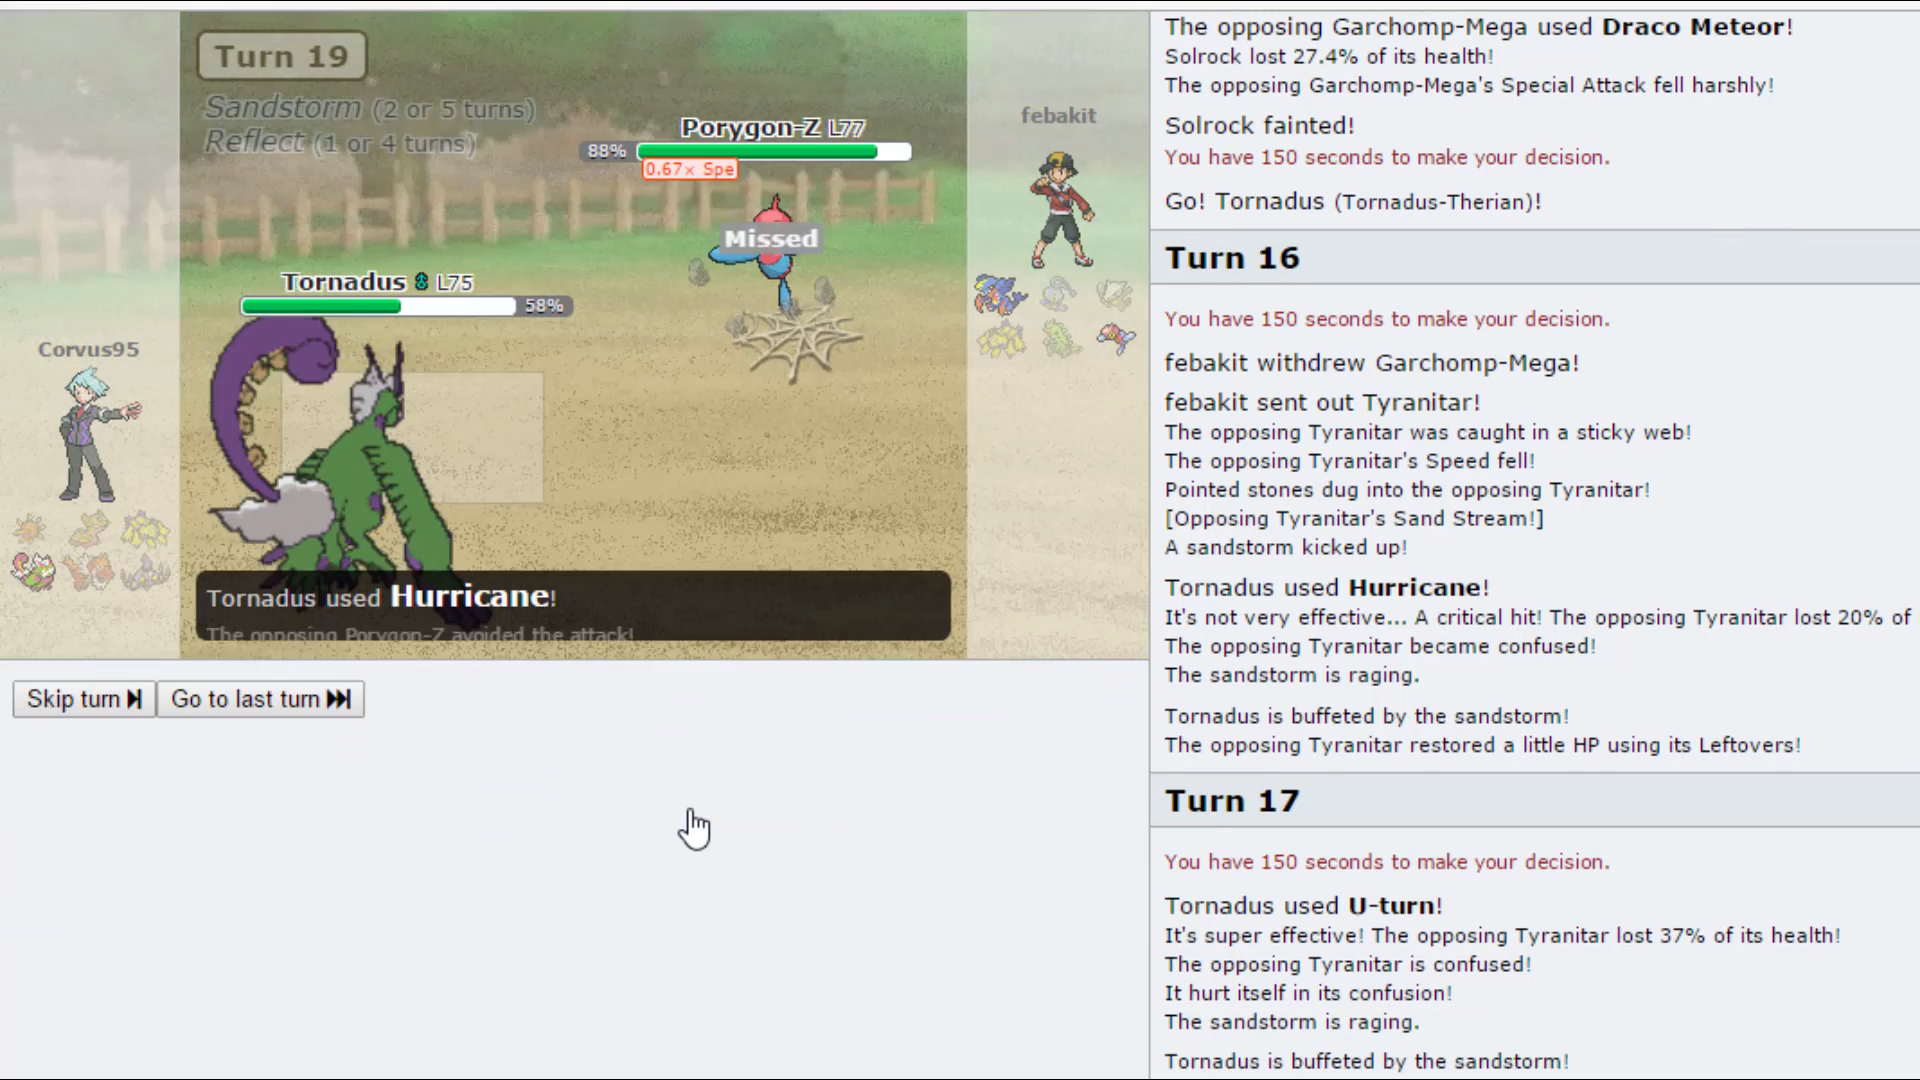 Turn 19
Sandstorm (2 or 5 turns)
Reflect (1 or 4 turns)
Porygon-Z L77
88%
0.67× Spe
Missed
Tornadus L75
58%
Corvus95
febakit
Tornadus used Hurricane!
The opposing Porygon-Z avoided the attack!
Skip turn
Go to last turn
The opposing Garchomp-Mega used Draco Meteor!
Solrock lost 27.4% of its health!
The opposing Garchomp-Mega's Special Attack fell harshly!
Solrock fainted!
You have 150 seconds to make your decision.
Go! Tornadus (Tornadus-Therian)!
Turn 16
You have 150 seconds to make your decision.
febakit withdrew Garchomp-Mega!
febakit sent out Tyranitar!
The opposing Tyranitar was caught in a sticky web!
The opposing Tyranitar's Speed fell!
Pointed stones dug into the opposing Tyranitar!
[Opposing Tyranitar's Sand Stream!]
A sandstorm kicked up!
Tornadus used Hurricane!
It's not very effective... A critical hit! The opposing Tyranitar lost 20% of
The opposing Tyranitar became confused!
The sandstorm is raging.
Tornadus is buffeted by the sandstorm!
The opposing Tyranitar restored a little HP using its Leftovers!
Turn 17
You have 150 seconds to make your decision.
Tornadus used U-turn!
It's super effective! The opposing Tyranitar lost 37% of its health!
The opposing Tyranitar is confused!
It hurt itself in its confusion!
The sandstorm is raging.
Tornadus is buffeted by the sandstorm!